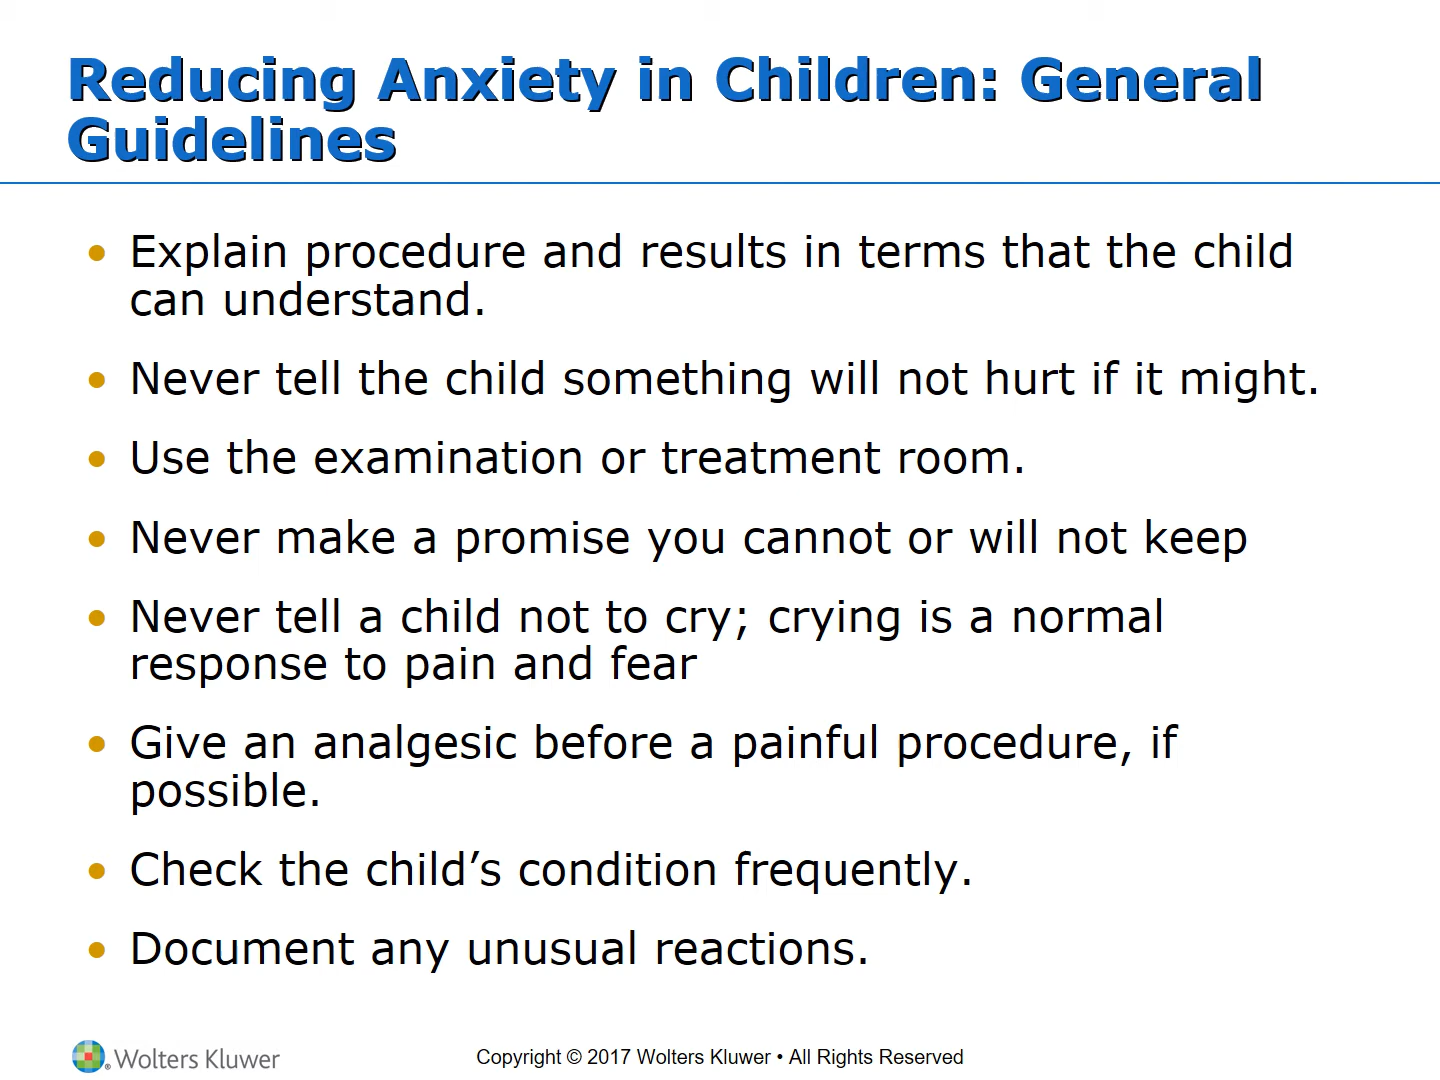 Reducing Anxiety in Children: General
Guidelines
• Explain procedure and results in terms that the child
can understand.
• Never tell the child something will not hurt if it might.
• Use the examination or treatment room.
• Never make a promise you cannot or will not keep
• Never tell a child not to cry; crying is a normal
response to pain and fear
• Give an analgesic before a painful procedure, if
possible.
• Check the child’s condition frequently.
• Document any unusual reactions.
® Wolters Kluwer
Copyright © 2017 Wolters Kluwer • All Rights Reserved